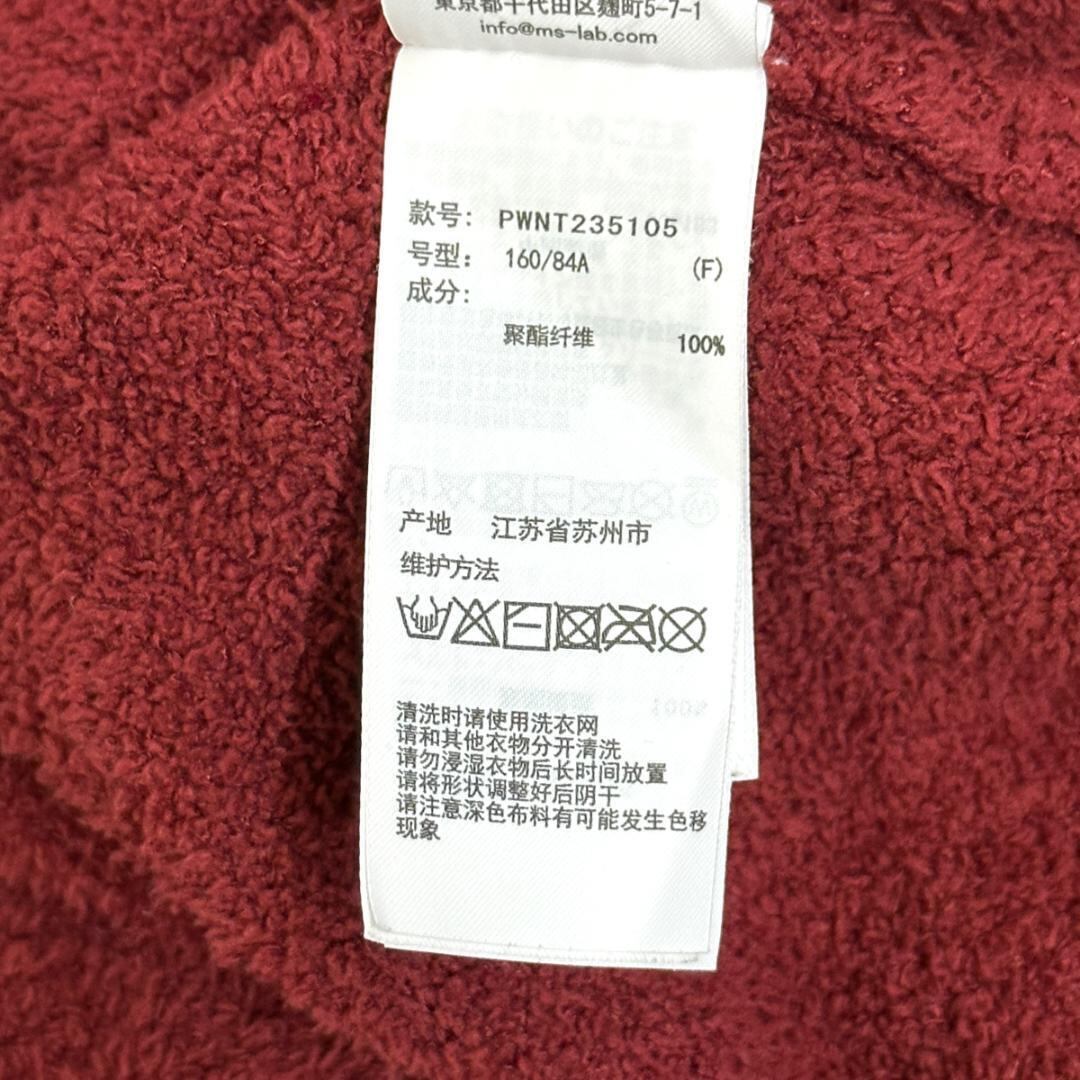 東京都千代田区麹町5-7-1
info@ms-lab.com
款号: PWNT235105
号型: 160/84A (F)
成分:
聚酯纤维 100%
产地 江苏省苏州市
维护方法
清洗时请使用洗衣网
请和其他衣物分开清洗
请勿浸湿衣物后长时间放置
请将形状调整好后阴干
请注意深色布料有可能发生色移
现象